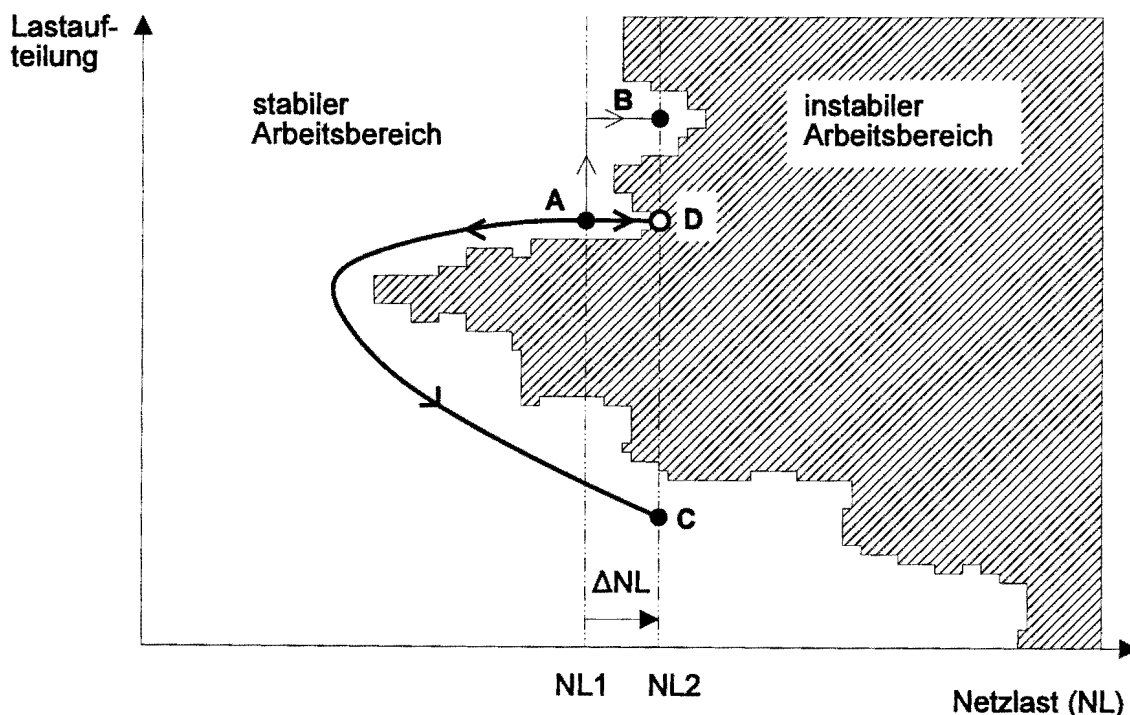 Lastauf-
teilung
stabiler
Arbeitsbereich
B
instabiler
Arbeitsbereich
A
D
C
ΔNL
NL1
NL2
Netzlast (NL)